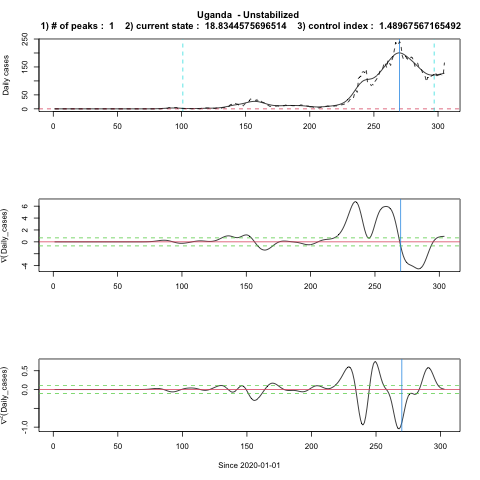 Uganda - Unstabilized
1) # of peaks : 1 2) current state : 18.8344575696514 3) control index : 1.48967567165492
Daily cases
250
150
50
0
0 50 100 150 200 250 300
∇(Daily_cases)
6
4
2
0
-4
0 50 100 150 200 250 300
∇²(Daily_cases)
0.5
0.0
-1.0
0 50 100 150 200 250 300
Since 2020-01-01